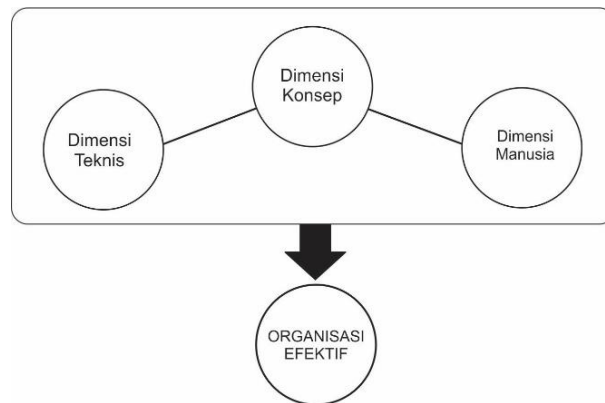 Dimensi
Konsep
Dimensi
Teknis
Dimensi
Manusia
ORGANISASI
EFEKTIF